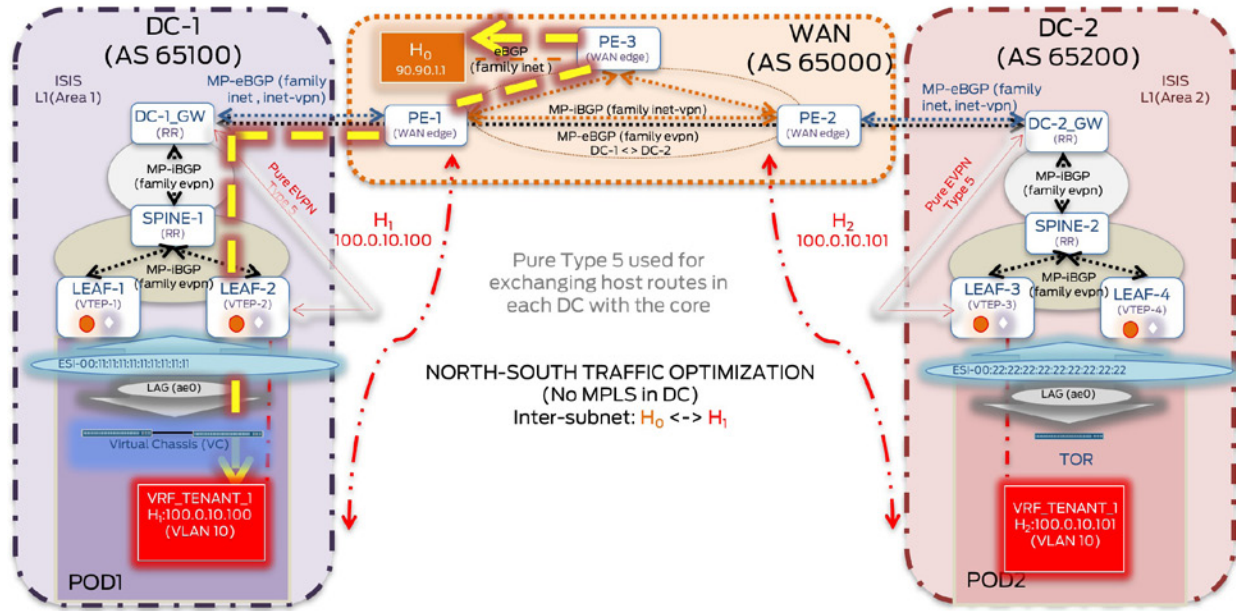 DC-1
(AS 65100)
ISIS
L1(Area 1)
MP-eBGP (family
inet , inet-vpn)
DC-1_GW
(RR)
MP-iBGP
(family evpn)
Pure EVPN
Type 5
SPINE-1
(RR)
MP-iBGP
(family evpn)
LEAF-1
(VTEP-1)
LEAF-2
(VTEP-2)
ESI-00:11:11:11:11:11:11:11:11:11
LAG (ae0)
Virtual Chassis (VC)
VRF_TENANT_1
H1:100.0.10.100
(VLAN 10)
POD1
H0
90.90.1.1
eBGP
(family inet)
PE-3
(WAN edge)
WAN
(AS 65000)
PE-1
(WAN edge)
MP-iBGP (family inet-vpn)
MP-eBGP (family evpn)
DC-1 <> DC-2
PE-2
(WAN edge)
H1
100.0.10.100
H2
100.0.10.101
Pure Type 5 used for
exchanging host routes in
each DC with the core
NORTH-SOUTH TRAFFIC OPTIMIZATION
(No MPLS in DC)
Inter-subnet: H0 <-> H1
DC-2
(AS 65200)
MP-eBGP (family
inet, inet-vpn)
ISIS
L1(Area 2)
DC-2_GW
(RR)
MP-iBGP
(family evpn)
Pure EVPN
Type 5
SPINE-2
(RR)
MP-iBGP
(family evpn)
LEAF-3
(VTEP-3)
LEAF-4
(VTEP-4)
ESI-00:22:22:22:22:22:22:22:22:22
LAG (ae0)
TOR
VRF_TENANT_1
H2:100.0.10.101
(VLAN 10)
POD2